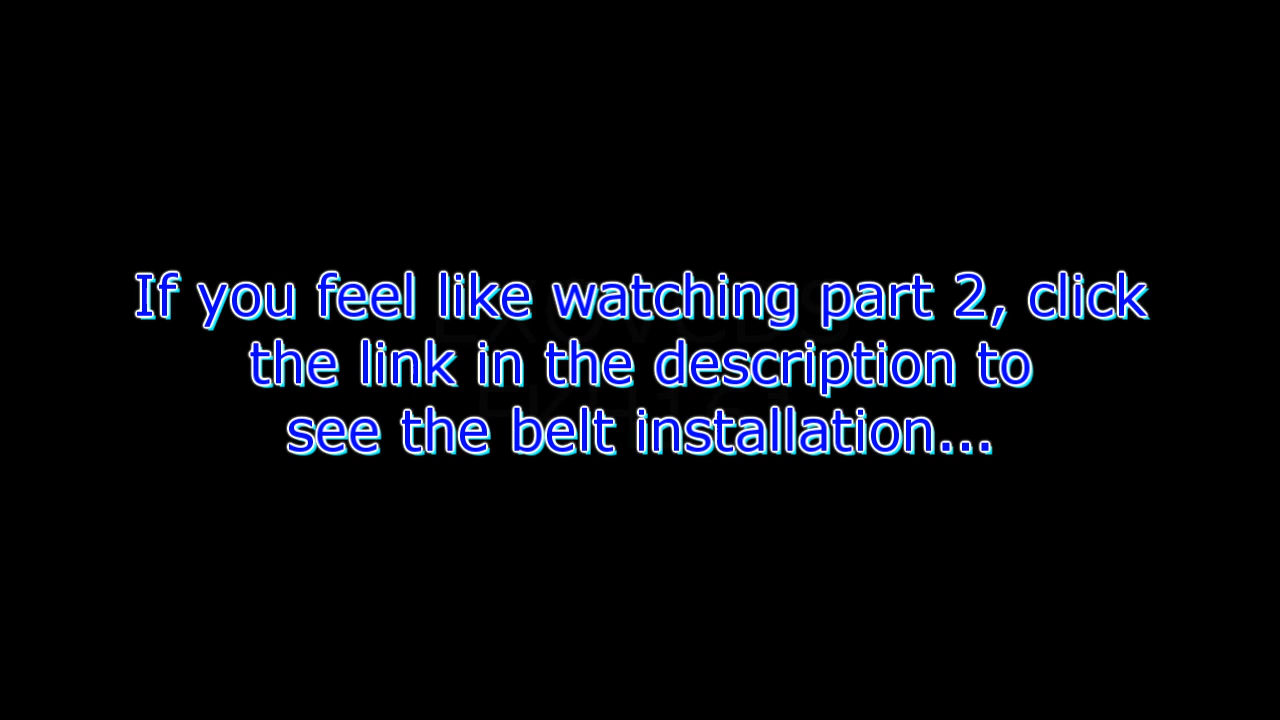 If you feel like watching part 2, click
the link in the description to
see the belt installation...